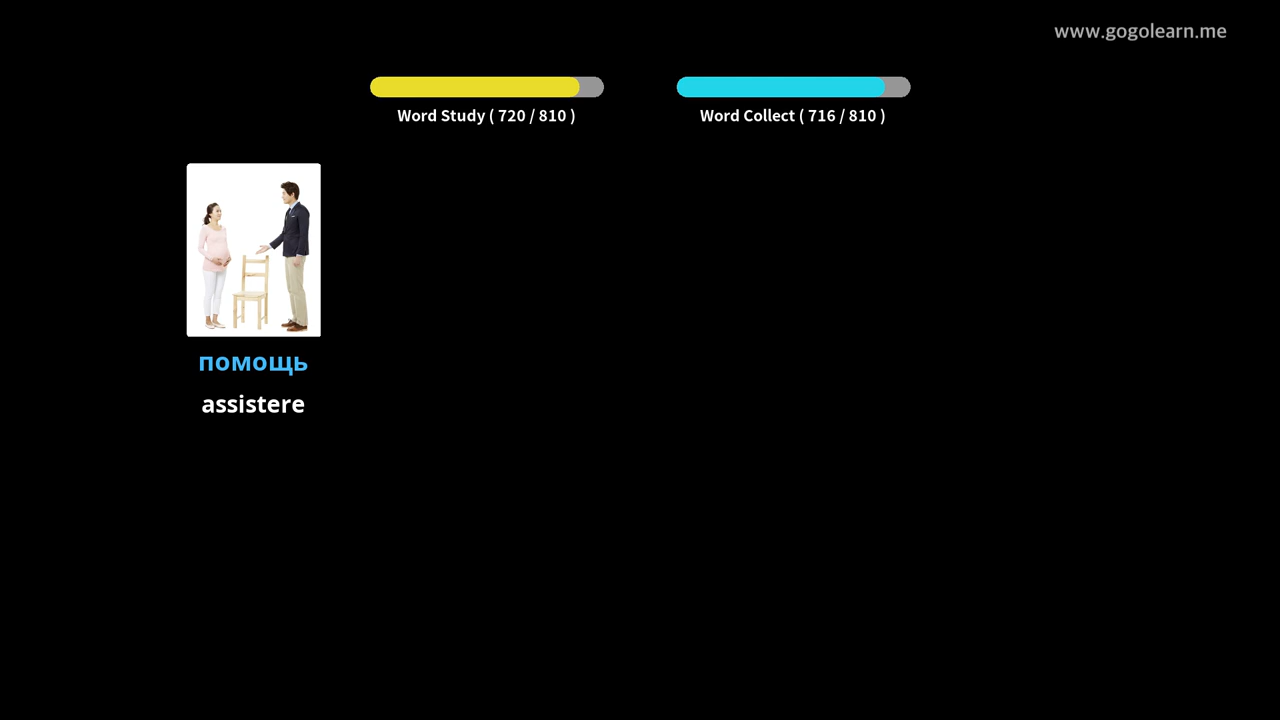 www.gogolearn.me
Word Study ( 720 / 810 )
Word Collect ( 716 / 810 )
помощь
assistere